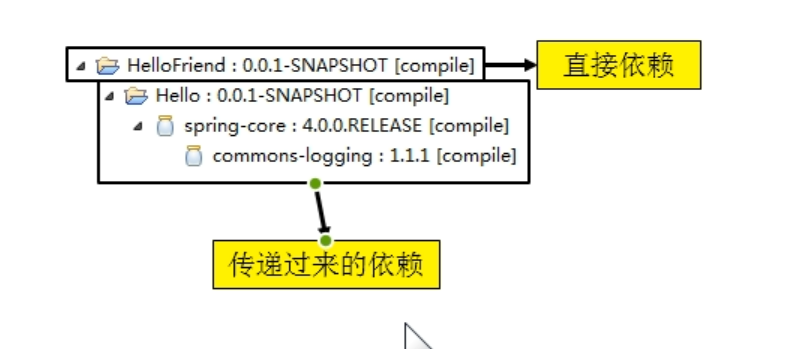 HelloFriend : 0.0.1-SNAPSHOT [compile]
直接依赖
Hello : 0.0.1-SNAPSHOT [compile]
spring-core : 4.0.0.RELEASE [compile]
commons-logging : 1.1.1 [compile]
传递过来的依赖